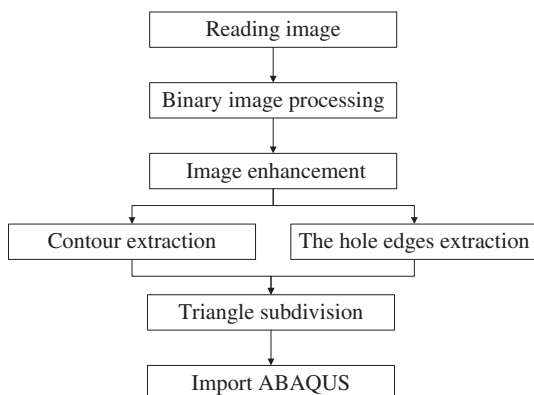 Reading image
Binary image processing
Image enhancement
Contour extraction
The hole edges extraction
Triangle subdivision
Import ABAQUS